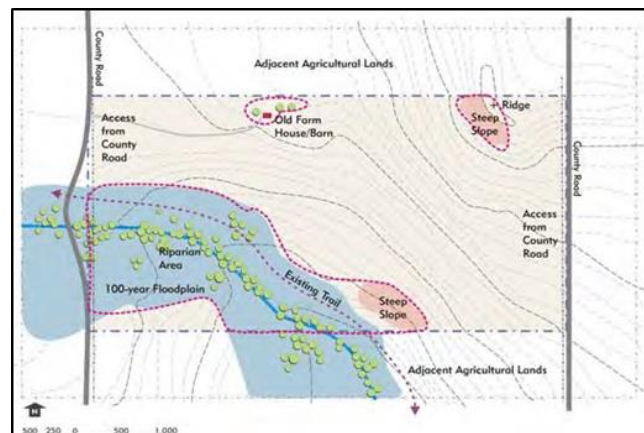 County Road
Adjacent Agricultural Lands
Ridge
Steep
Slope
Old Farm
House/Barn
Access
from
County
Road
County Road
Access
from
County
Road
Riparian
Area
Existing Trail
100-year Floodplain
Steep
Slope
Adjacent Agricultural Lands
N
500 250 0 500 1,000